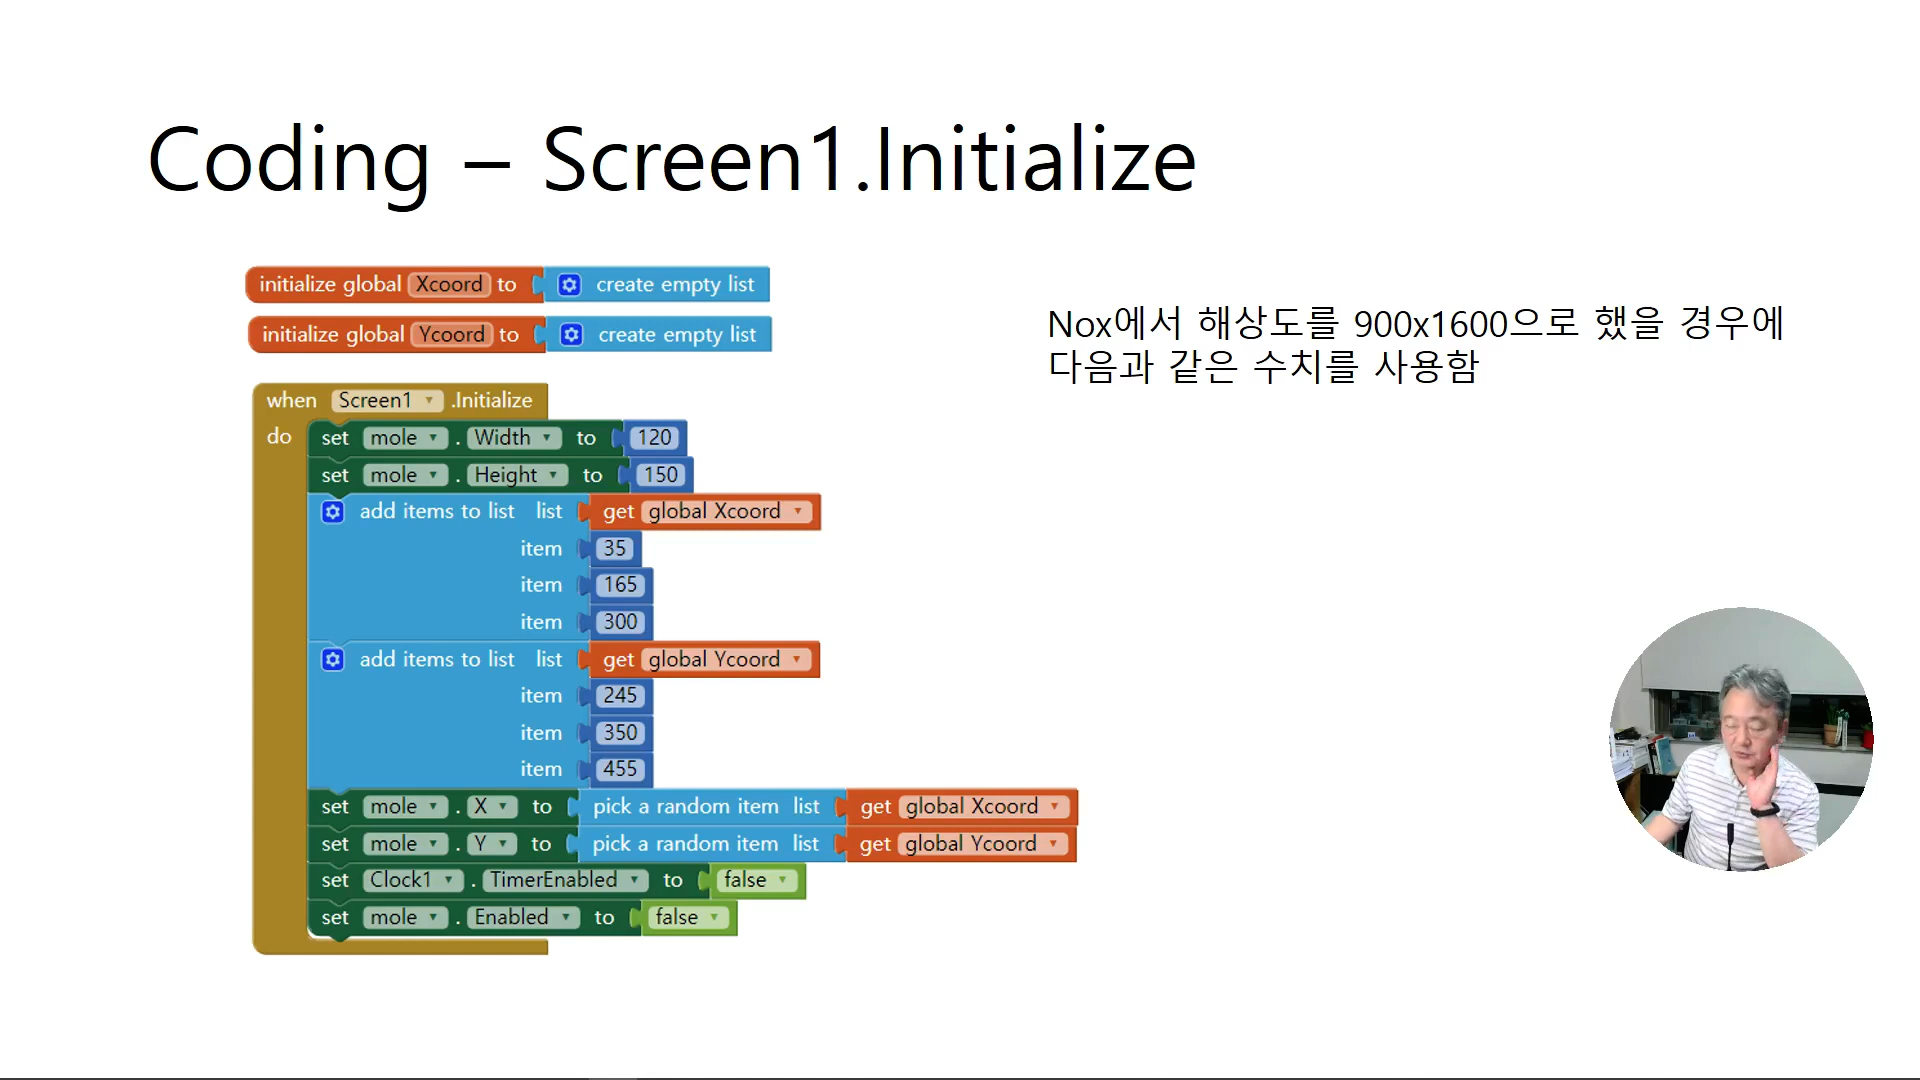 Coding – Screen1.Initialize
initialize global Xcoord to create empty list
initialize global Ycoord to create empty list
Nox에서 해상도를 900x1600으로 했을 경우에
다음과 같은 수치를 사용함
when Screen1 .Initialize
do set mole . Width to 120
set mole . Height to 150
add items to list list get global Xcoord
item 35
item 165
item 300
add items to list list get global Ycoord
item 245
item 350
item 455
set mole . X to pick a random item list get global Xcoord
set mole . Y to pick a random item list get global Ycoord
set Clock1 . TimerEnabled to false
set mole . Enabled to false